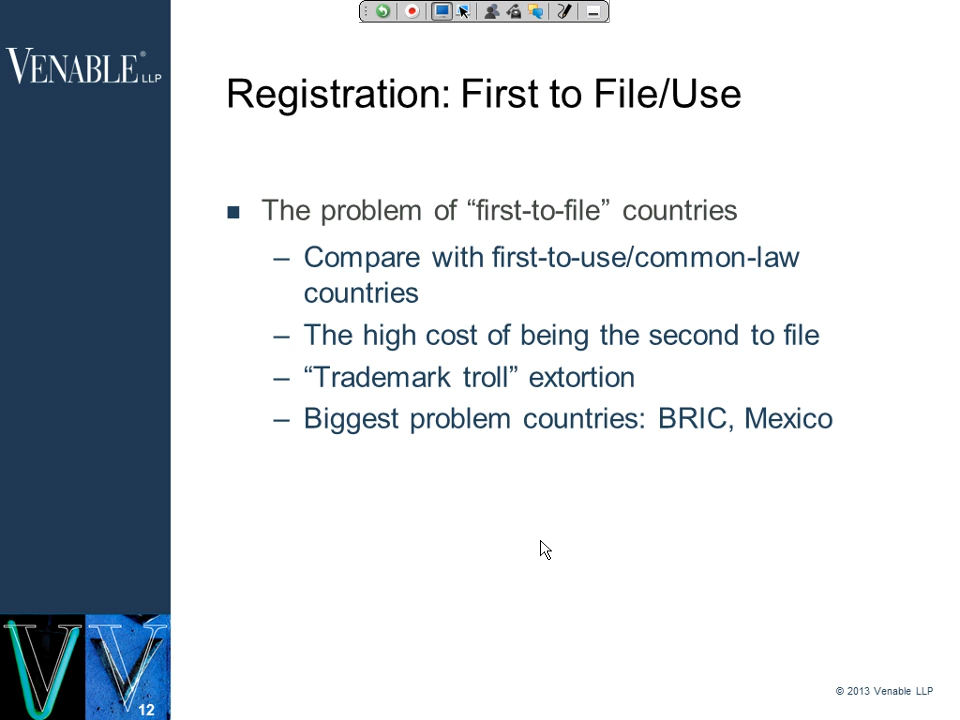 VENABLE® LLP
Registration: First to File/Use
■ The problem of “first-to-file” countries
– Compare with first-to-use/common-law
countries
– The high cost of being the second to file
– “Trademark troll” extortion
– Biggest problem countries: BRIC, Mexico
© 2013 Venable LLP
12